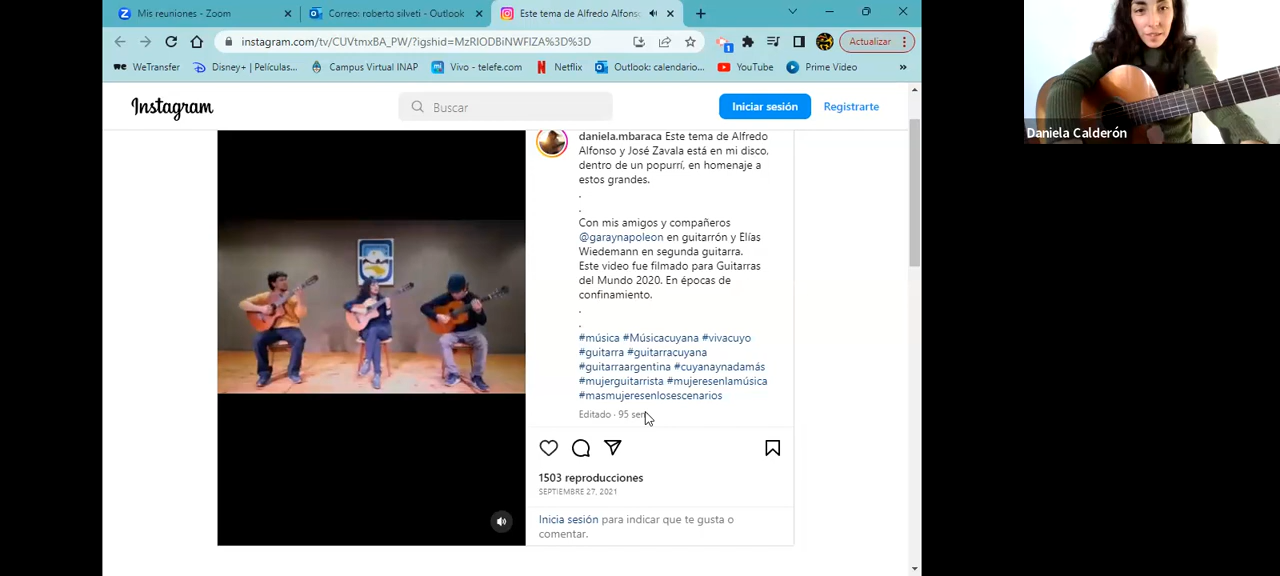 Mis reuniones - Zoom
Correo: roberto silveti - Outlook
Este tema de Alfredo Alfonso
instagram.com/tv/CUVtmxBA_PW/?igshid=MzRlODBiNWFlZA%3D%3D
1
Actualizar
WeTransfer
Disney+ | Películas...
Campus Virtual INAP
Vivo - telefe.com
Netflix
Outlook: calendario...
YouTube
Prime Video
»
Instagram
Buscar
Iniciar sesión
Registrarte
daniela.mbaraca Este tema de Alfredo
Alfonso y José Zavala está en mi disco,
dentro de un popurrí, en homenaje a
estos grandes.
.
.
Con mis amigos y compañeros
@garaynapoleon en guitarrón y Elías
Wiedemann en segunda guitarra.
Este video fue filmado para Guitarras
del Mundo 2020. En épocas de
confinamiento.
.
.
#música #Músicacuyana #vivacuyo
#guitarra #guitarracuyana
#guitarraargentina #cuyanaynadamás
#mujerguitarrista #mujeresenlamúsica
#masmujeresenlosescenarios
Editado · 95 sem
1503 reproducciones
SEPTIEMBRE 27, 2021
Inicia sesión para indicar que te gusta o
comentar.
Daniela Calderón